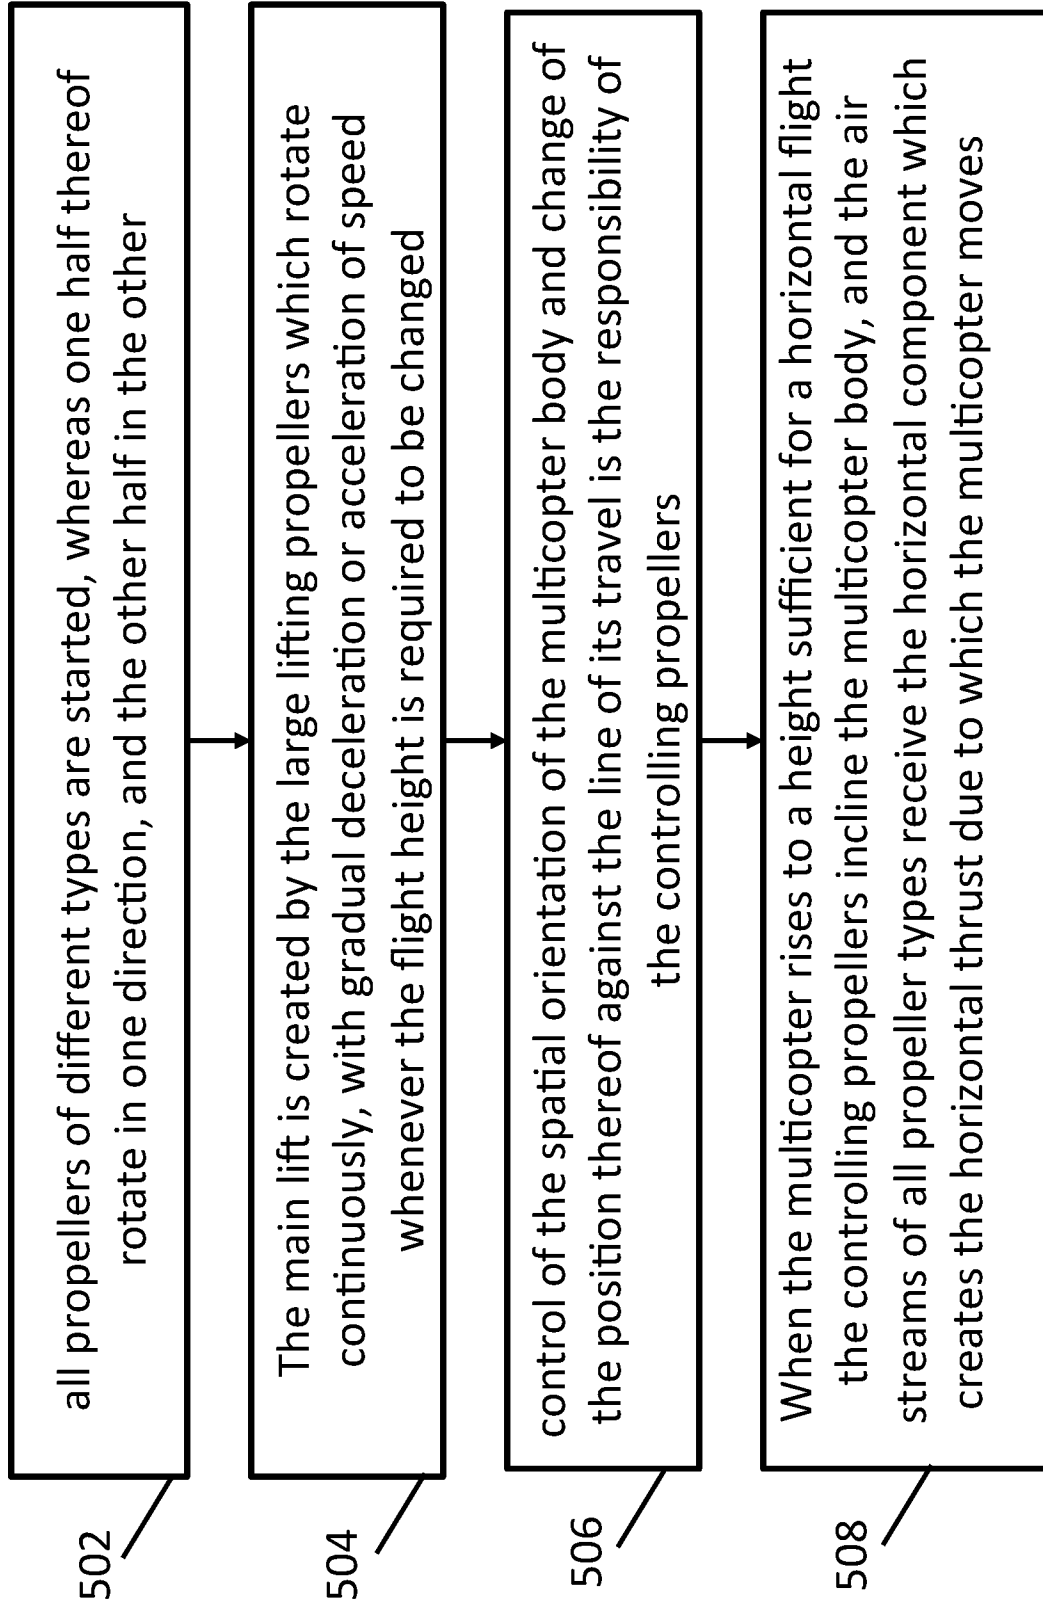 502
all propellers of different types are started, whereas one half thereof
rotate in one direction, and the other half in the other
504
The main lift is created by the large lifting propellers which rotate
continuously, with gradual deceleration or acceleration of speed
whenever the flight height is required to be changed
506
control of the spatial orientation of the multicopter body and change of
the position thereof against the line of its travel is the responsibility of
the controlling propellers
508
When the multicopter rises to a height sufficient for a horizontal flight
the controlling propellers incline the multicopter body, and the air
streams of all propeller types receive the horizontal component which
creates the horizontal thrust due to which the multicopter moves